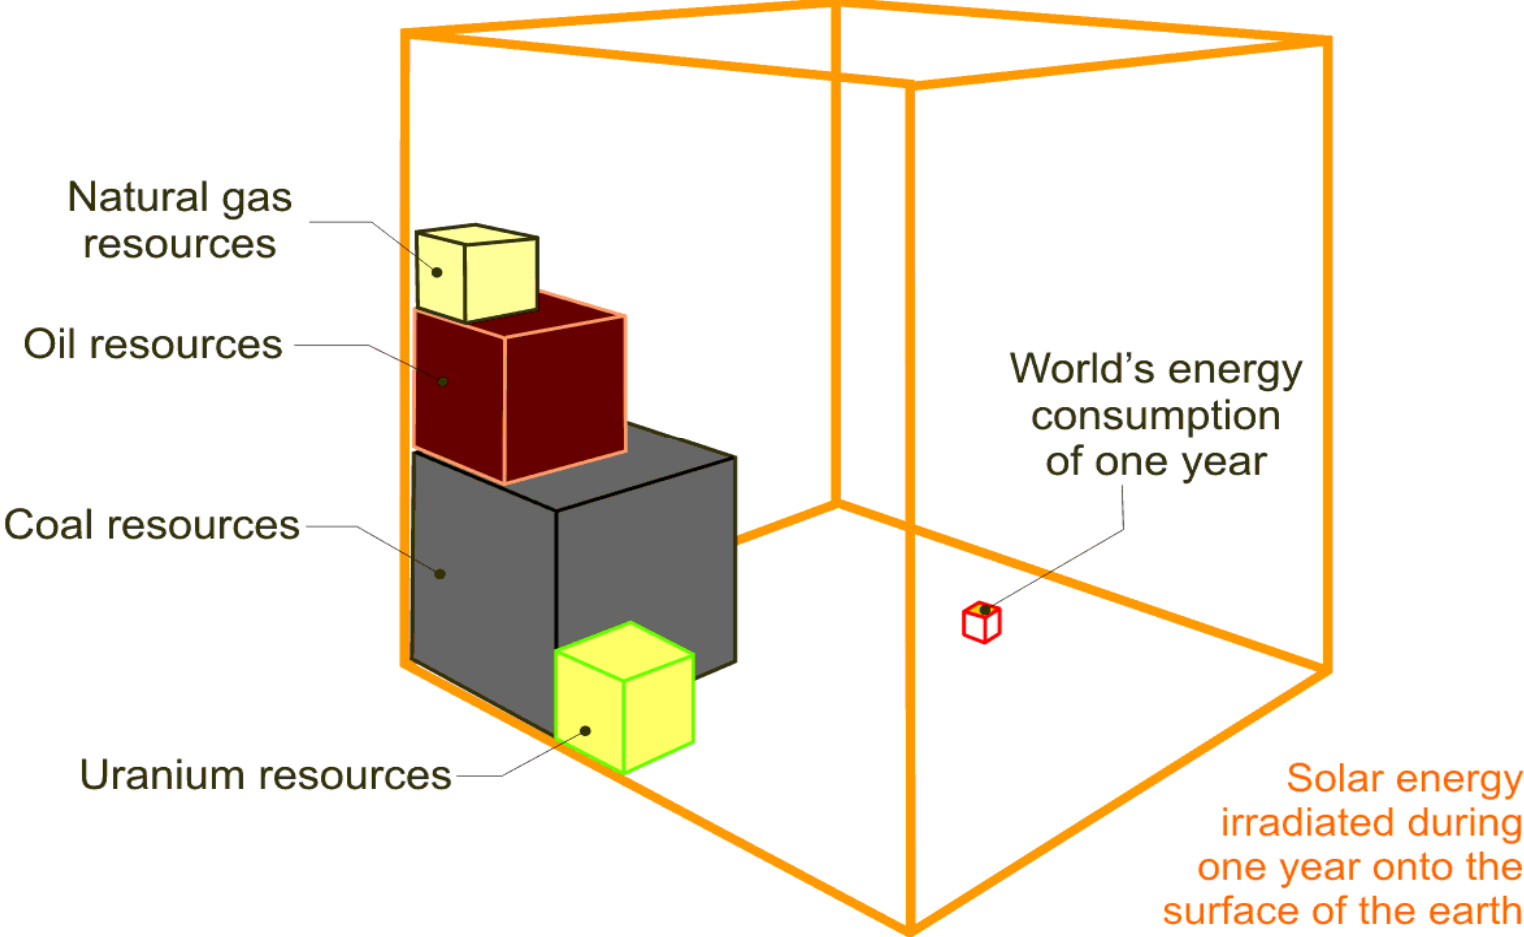 Natural gas
resources
Oil resources
World’s energy
consumption
of one year
Coal resources
Uranium resources
Solar energy
irradiated during
one year onto the
surface of the earth